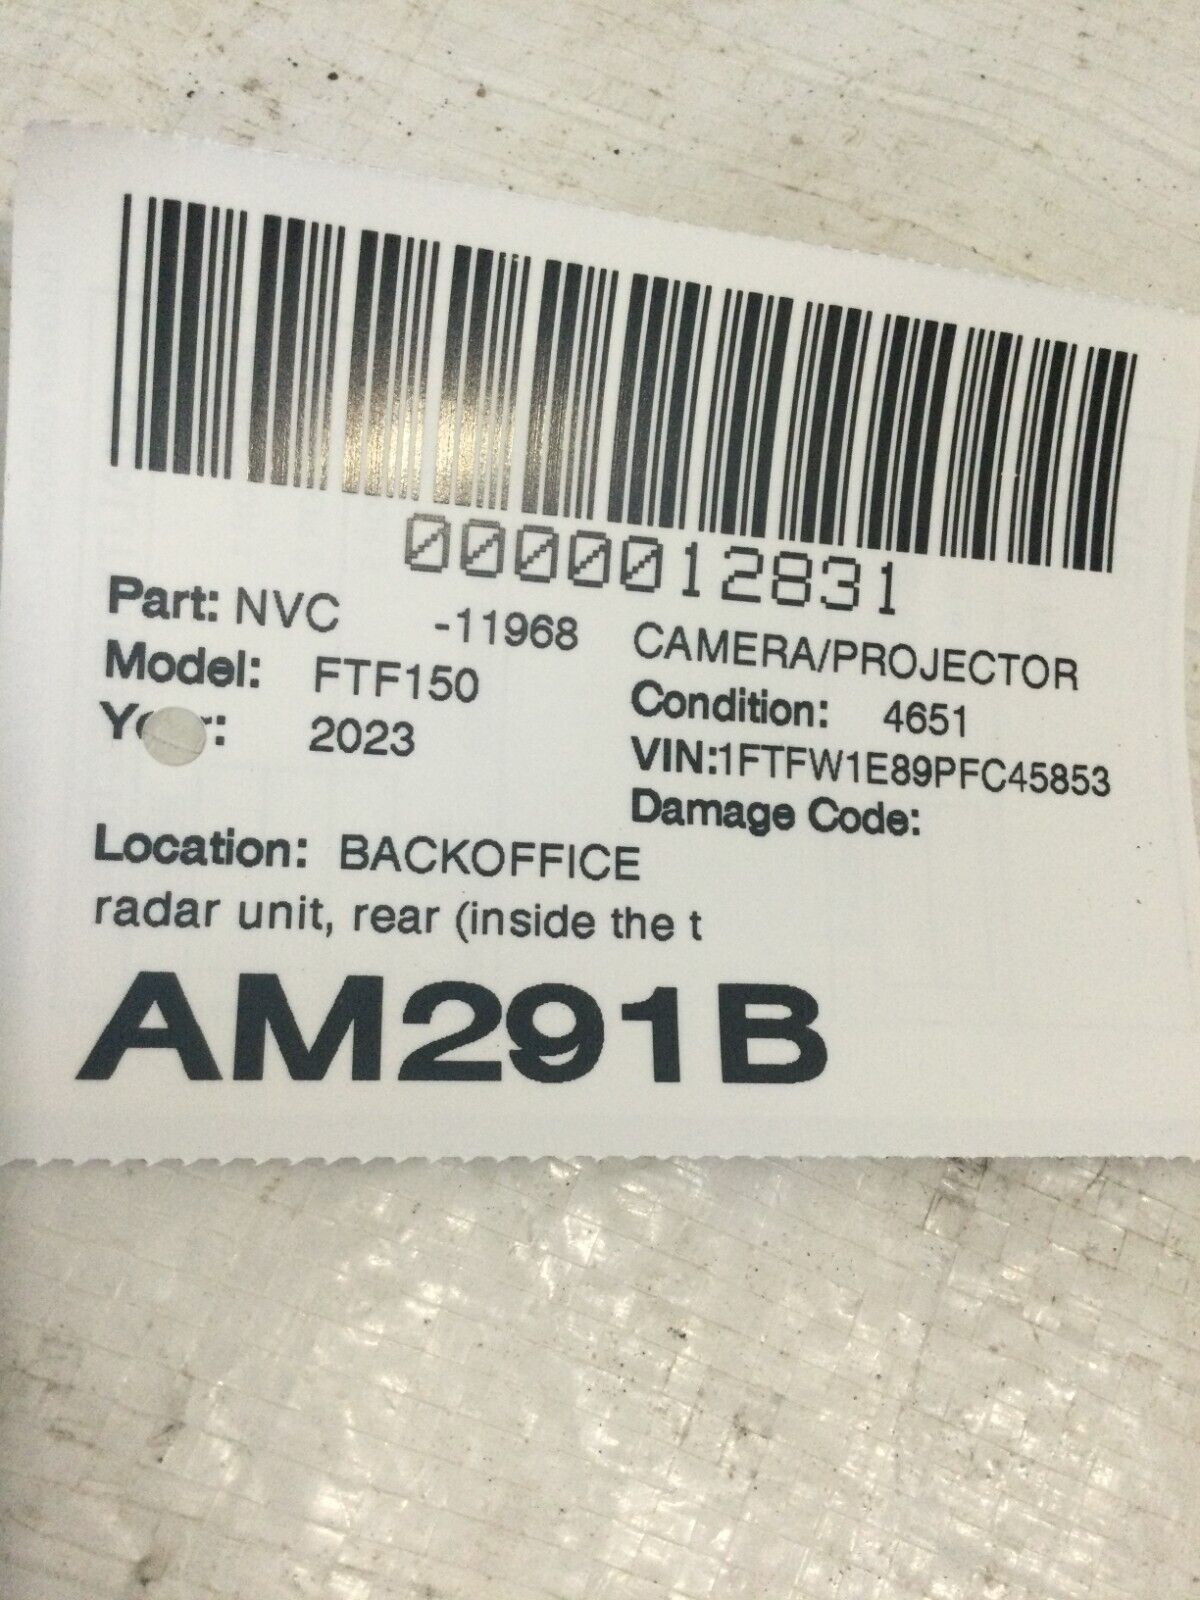 0000012831
Part: NVC -11968 CAMERA/PROJECTOR
Model: FTF150 Condition: 4651
Year: 2023 VIN:1FTFW1E89PFC45853
Damage Code:
Location: BACKOFFICE
radar unit, rear (inside the t
AM291B